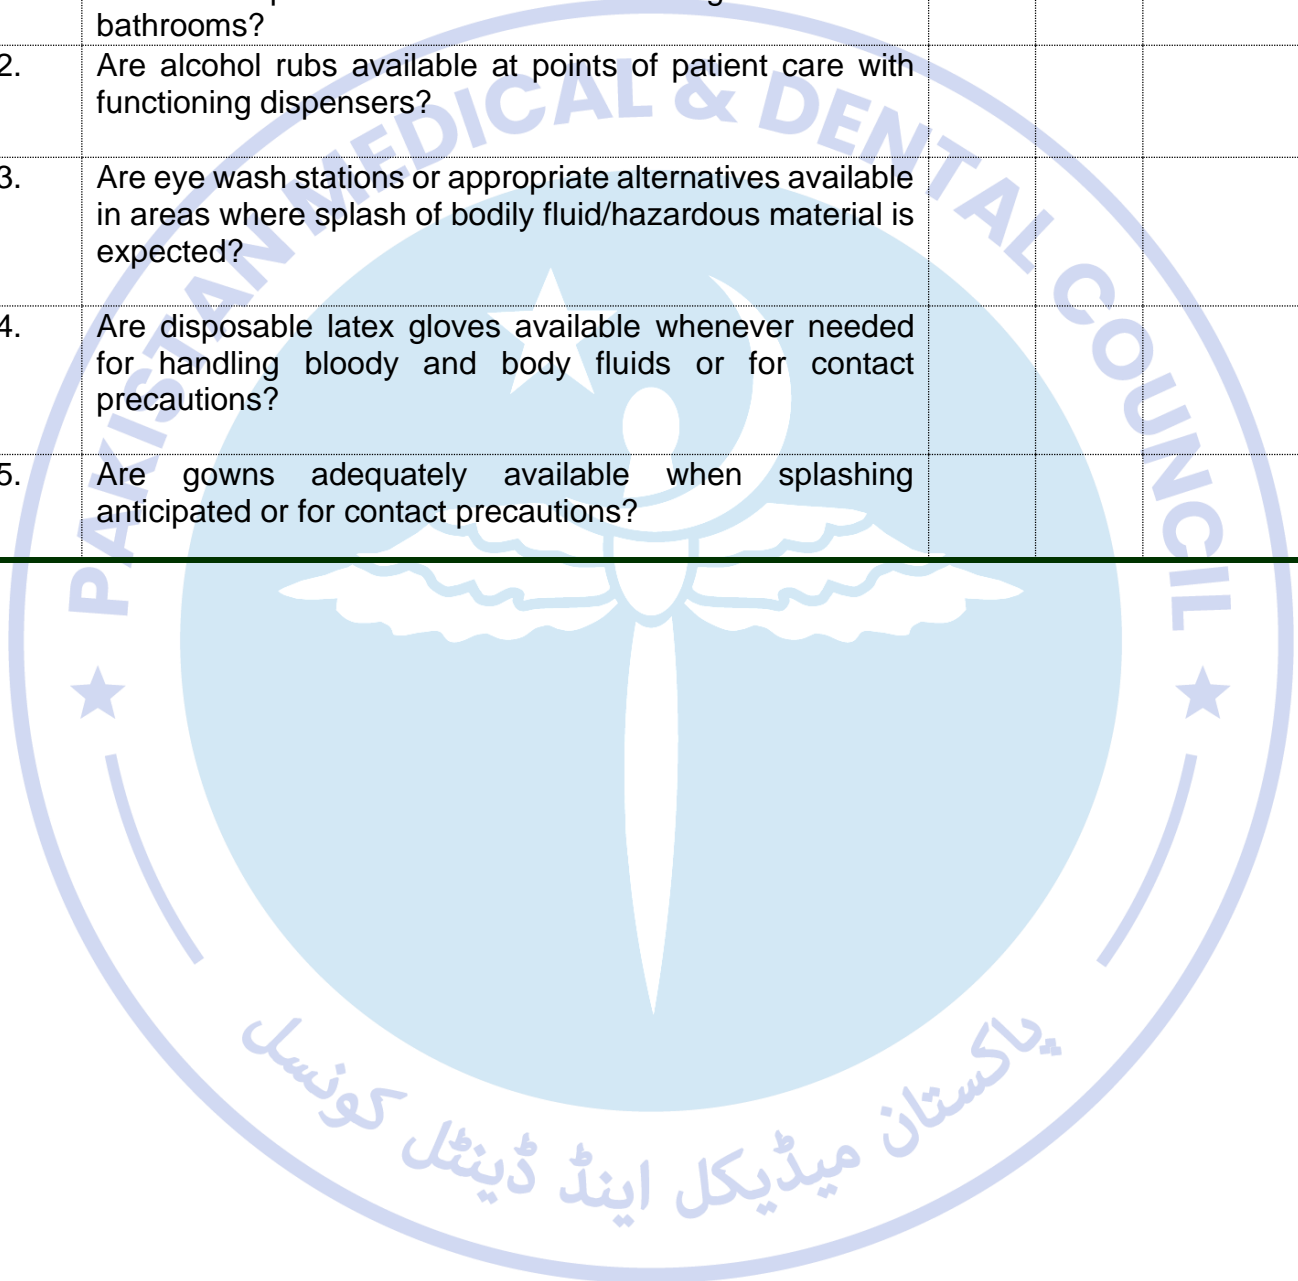 bathrooms?
2. Are alcohol rubs available at points of patient care with
functioning dispensers?
3. Are eye wash stations or appropriate alternatives available
in areas where splash of bodily fluid/hazardous material is
expected?
4. Are disposable latex gloves available whenever needed
for handling bloody and body fluids or for contact
precautions?
5. Are gowns adequately available when splashing
anticipated or for contact precautions?
PAKISTAN MEDICAL & DENTAL COUNCIL
پاکستان میڈیکل اینڈ ڈینٹل کونسل